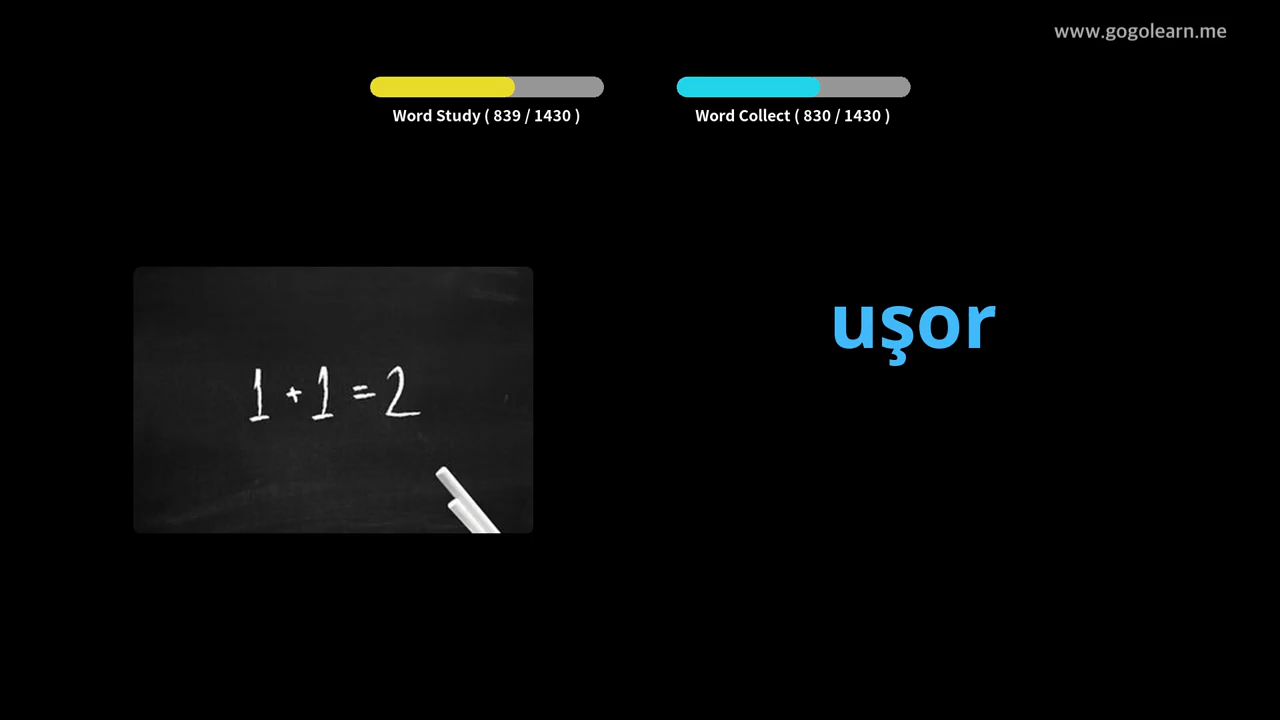 www.gogolearn.me
Word Study ( 839 / 1430 )
Word Collect ( 830 / 1430 )
1 + 1 = 2
uşor